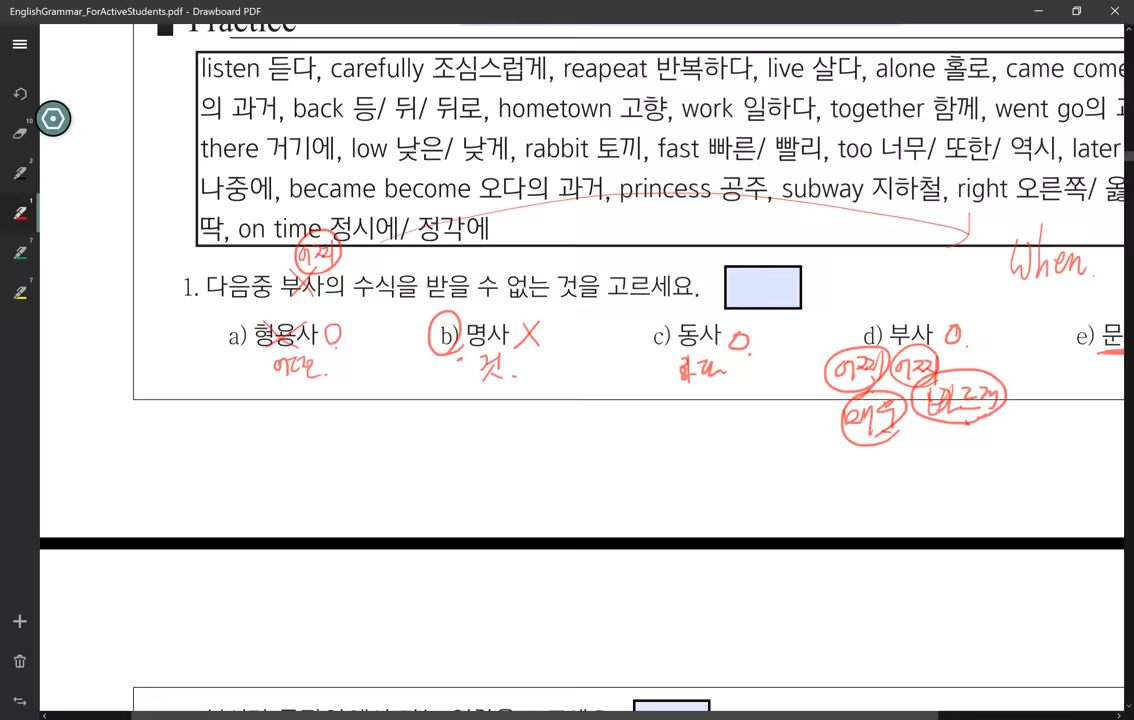 EnglishGrammar_ForActiveStudents.pdf - Drawboard PDF
Practice
listen 듣다, carefully 조심스럽게, reapeat 반복하다, live 살다, alone 홀로, came come
의 과거, back 등/ 뒤/ 뒤로, hometown 고향, work 일하다, together 함께, went go의 고
there 거기에, low 낮은/ 낮게, rabbit 토끼, fast 빠른/ 빨리, too 너무/ 또한/ 역시, later
나중에, became become 오다의 과거, princess 공주, subway 지하철, right 오른쪽/ 옳
딱, on time 정시에/ 정각에
어찌
When.
1. 다음중 부사의 수식을 받을 수 없는 것을 고르세요.
a) 형용사 O b) 명사 X c) 동사 O d) 부사 O e) 문
어떠한 것. 하다 어찌 어찌
매우 빠르게
10
2
1
7
7